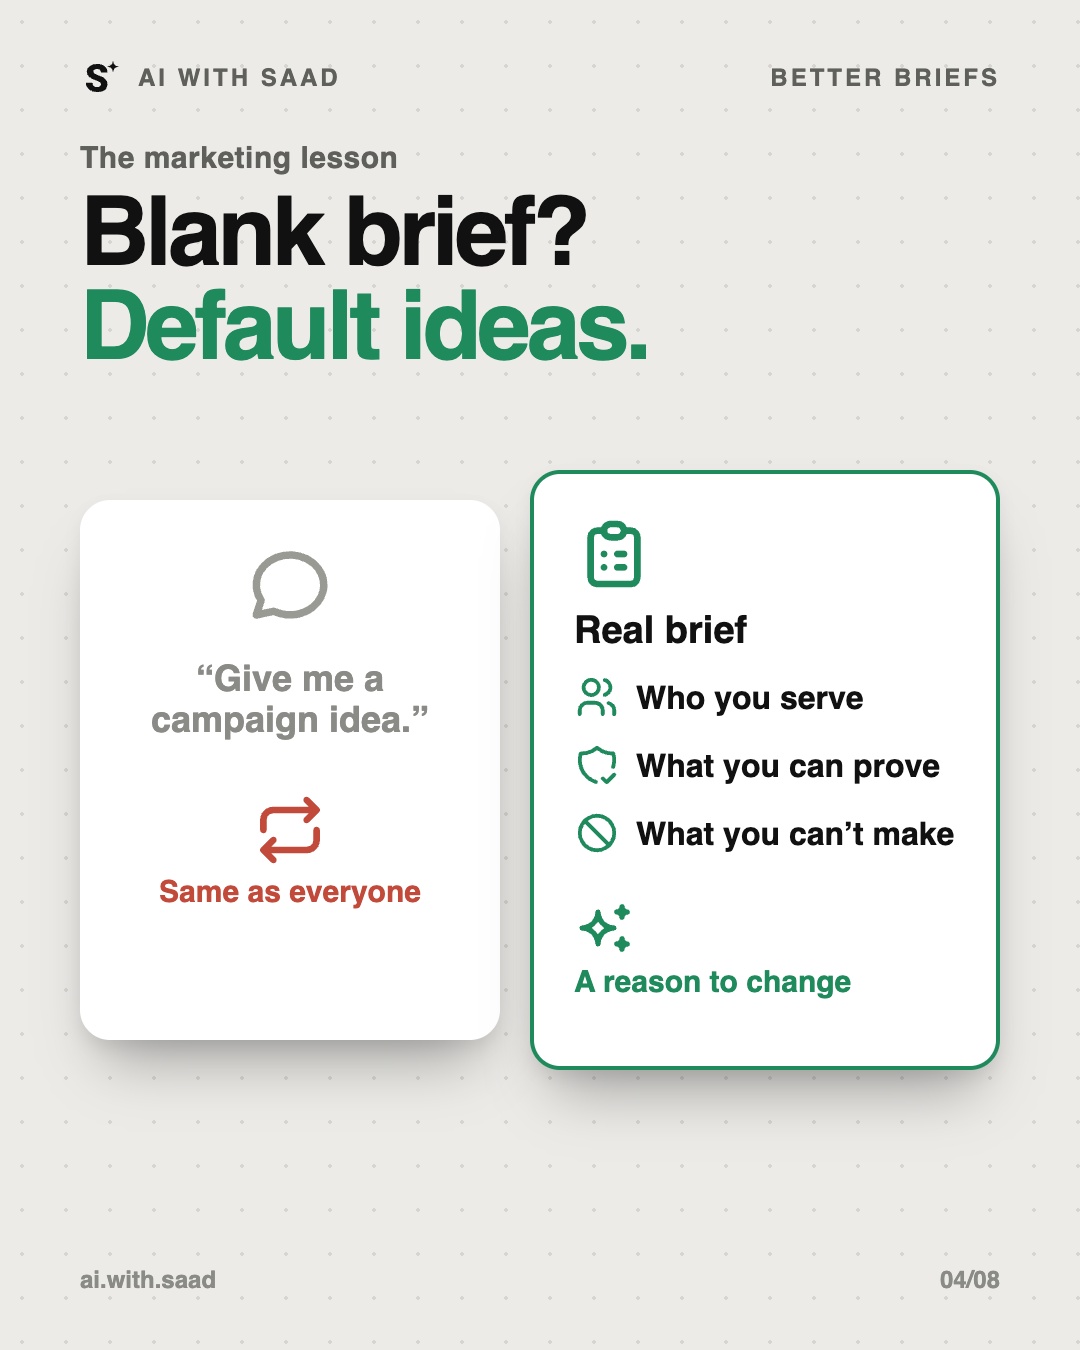 S AI WITH SAAD
BETTER BRIEFS
The marketing lesson
Blank brief?
Default ideas.
“Give me a
campaign idea.”
Same as everyone
Real brief
Who you serve
What you can prove
What you can’t make
A reason to change
ai.with.saad
04/08